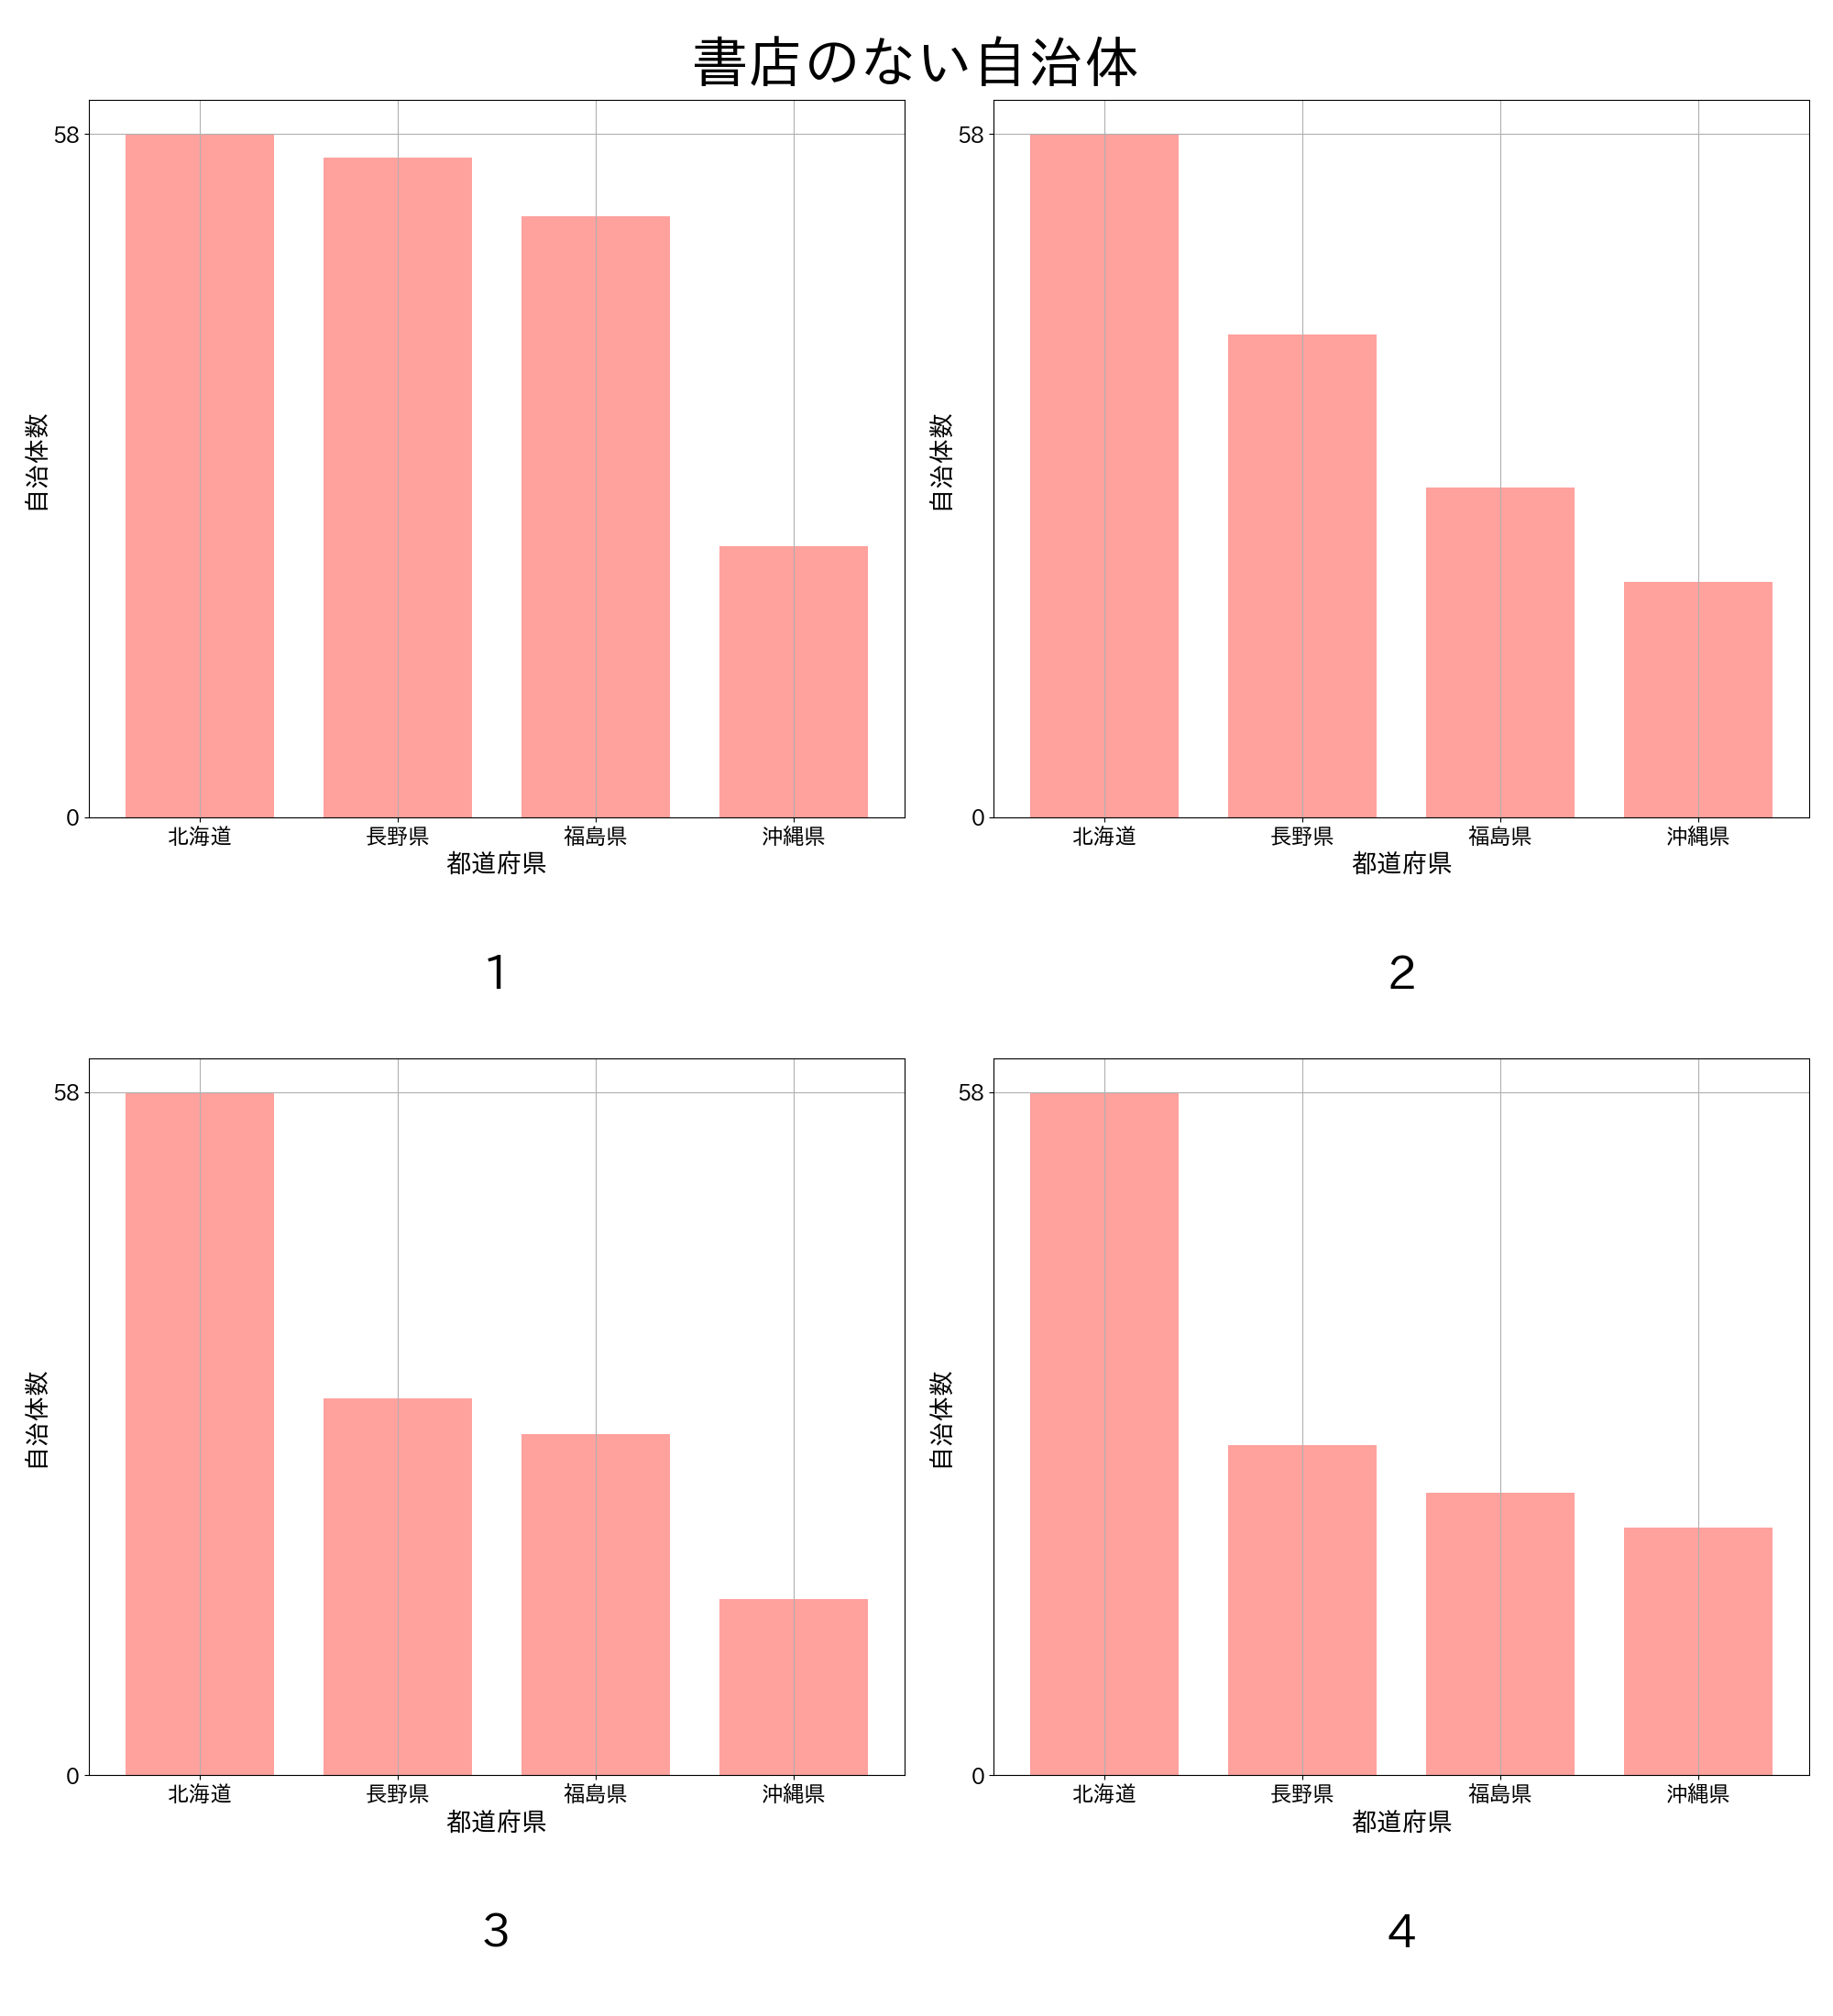 書店のない自治体
58
0
自治体数
北海道 長野県 福島県 沖縄県
都道府県
1
58
0
自治体数
北海道 長野県 福島県 沖縄県
都道府県
2
58
0
自治体数
北海道 長野県 福島県 沖縄県
都道府県
3
58
0
自治体数
北海道 長野県 福島県 沖縄県
都道府県
4